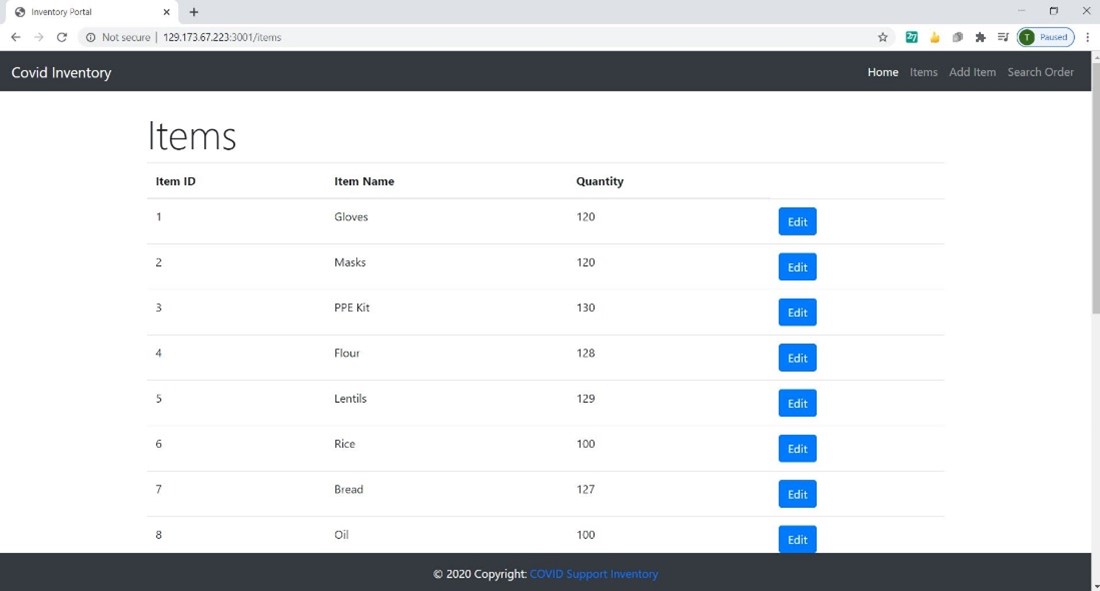 Inventory Portal
Not secure | 129.173.67.223:3001/items
T Paused
Covid Inventory Home Items Add Item Search Order
Items
Item ID Item Name Quantity
1 Gloves 120 Edit
2 Masks 120 Edit
3 PPE Kit 130 Edit
4 Flour 128 Edit
5 Lentils 129 Edit
6 Rice 100 Edit
7 Bread 127 Edit
8 Oil 100 Edit
© 2020 Copyright: COVID Support Inventory